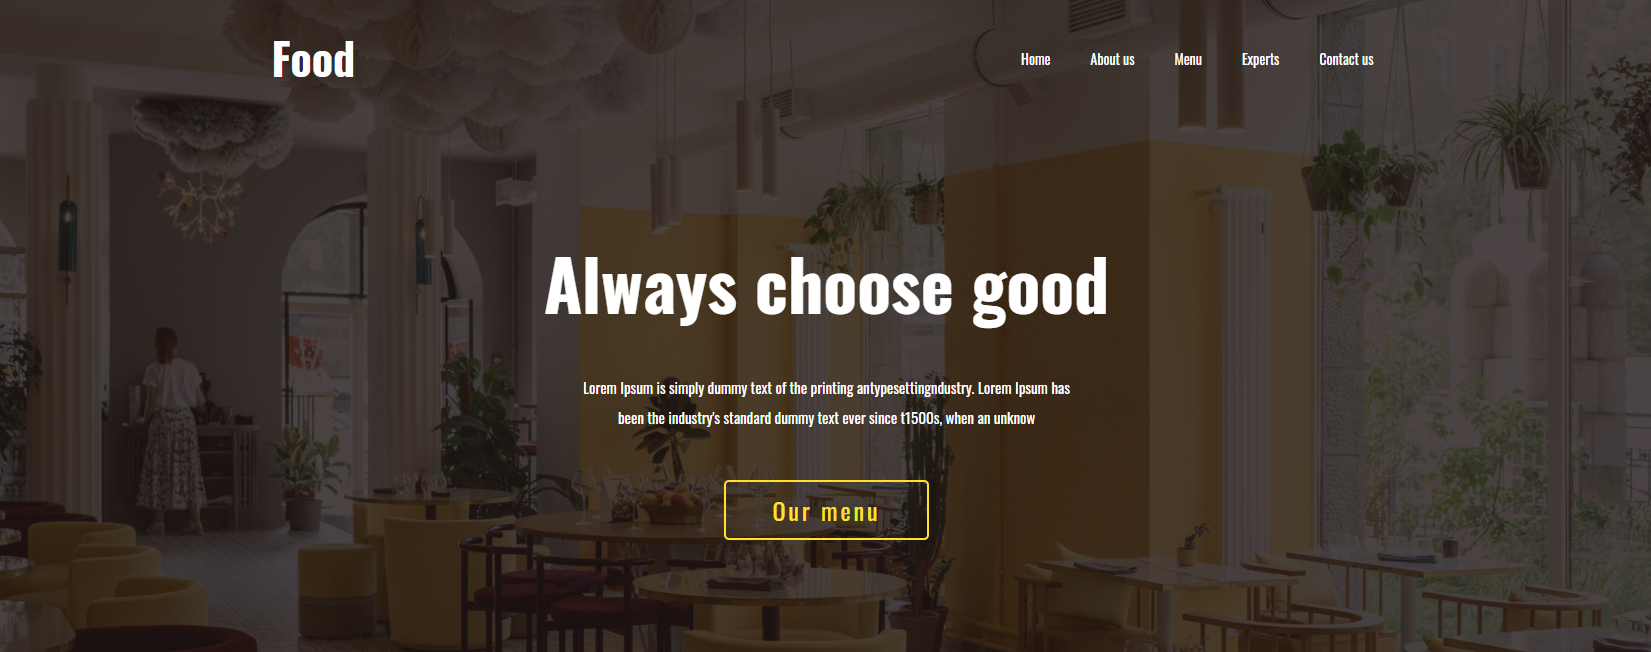 Food
Home About us Menu Experts Contact us
Always choose good
Lorem Ipsum is simply dummy text of the printing antypesettingndustry. Lorem Ipsum has
been the industry's standard dummy text ever since t1500s, when an unknow
Our menu